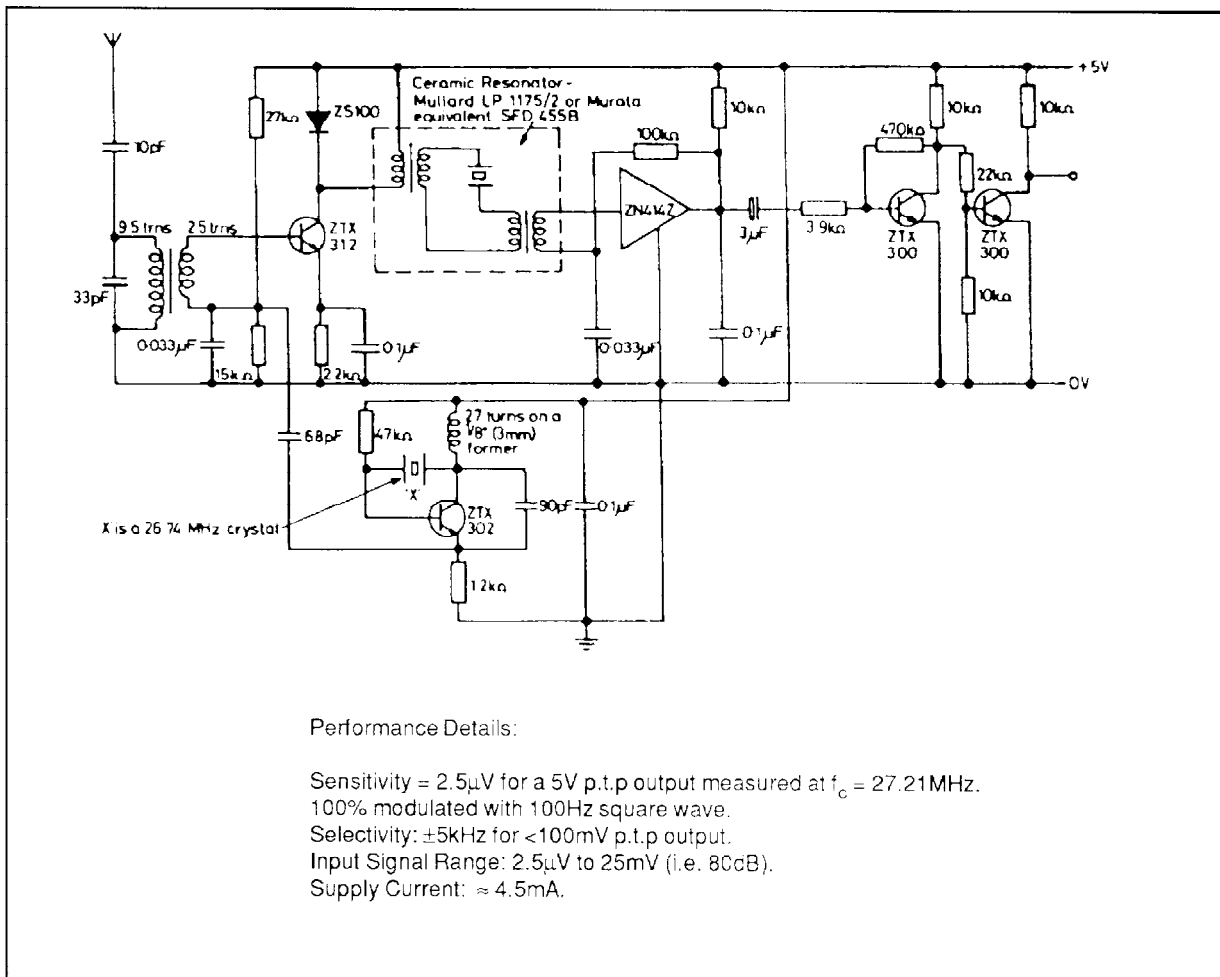 +5V
Ceramic Resonator-
Mullard LP 1175/2 or Murata
equivalent SFD 455B
27kΩ
ZS100
10kΩ
10kΩ
10kΩ
10pF
100kΩ
470kΩ
22kΩ
9.5 trns
25 trns
ZTX
312
ZN414Z
3.9kΩ
ZTX
300
ZTX
300
33pF
10kΩ
0.033µF
15kΩ
2.2kΩ
0.1µF
0.033µF
0.1µF
0V
27 turns on a
1/8" (3mm)
former
68pF
47kΩ
'X'
90pF
0.1µF
X is a 26.74 MHz crystal
ZTX
302
1.2kΩ
Performance Details:
Sensitivity = 2.5µV for a 5V p.t.p output measured at fc = 27.21MHz.
100% modulated with 100Hz square wave.
Selectivity: ±5kHz for <100mV p.t.p output.
Input Signal Range: 2.5µV to 25mV (i.e. 80dB).
Supply Current: ≈ 4.5mA.